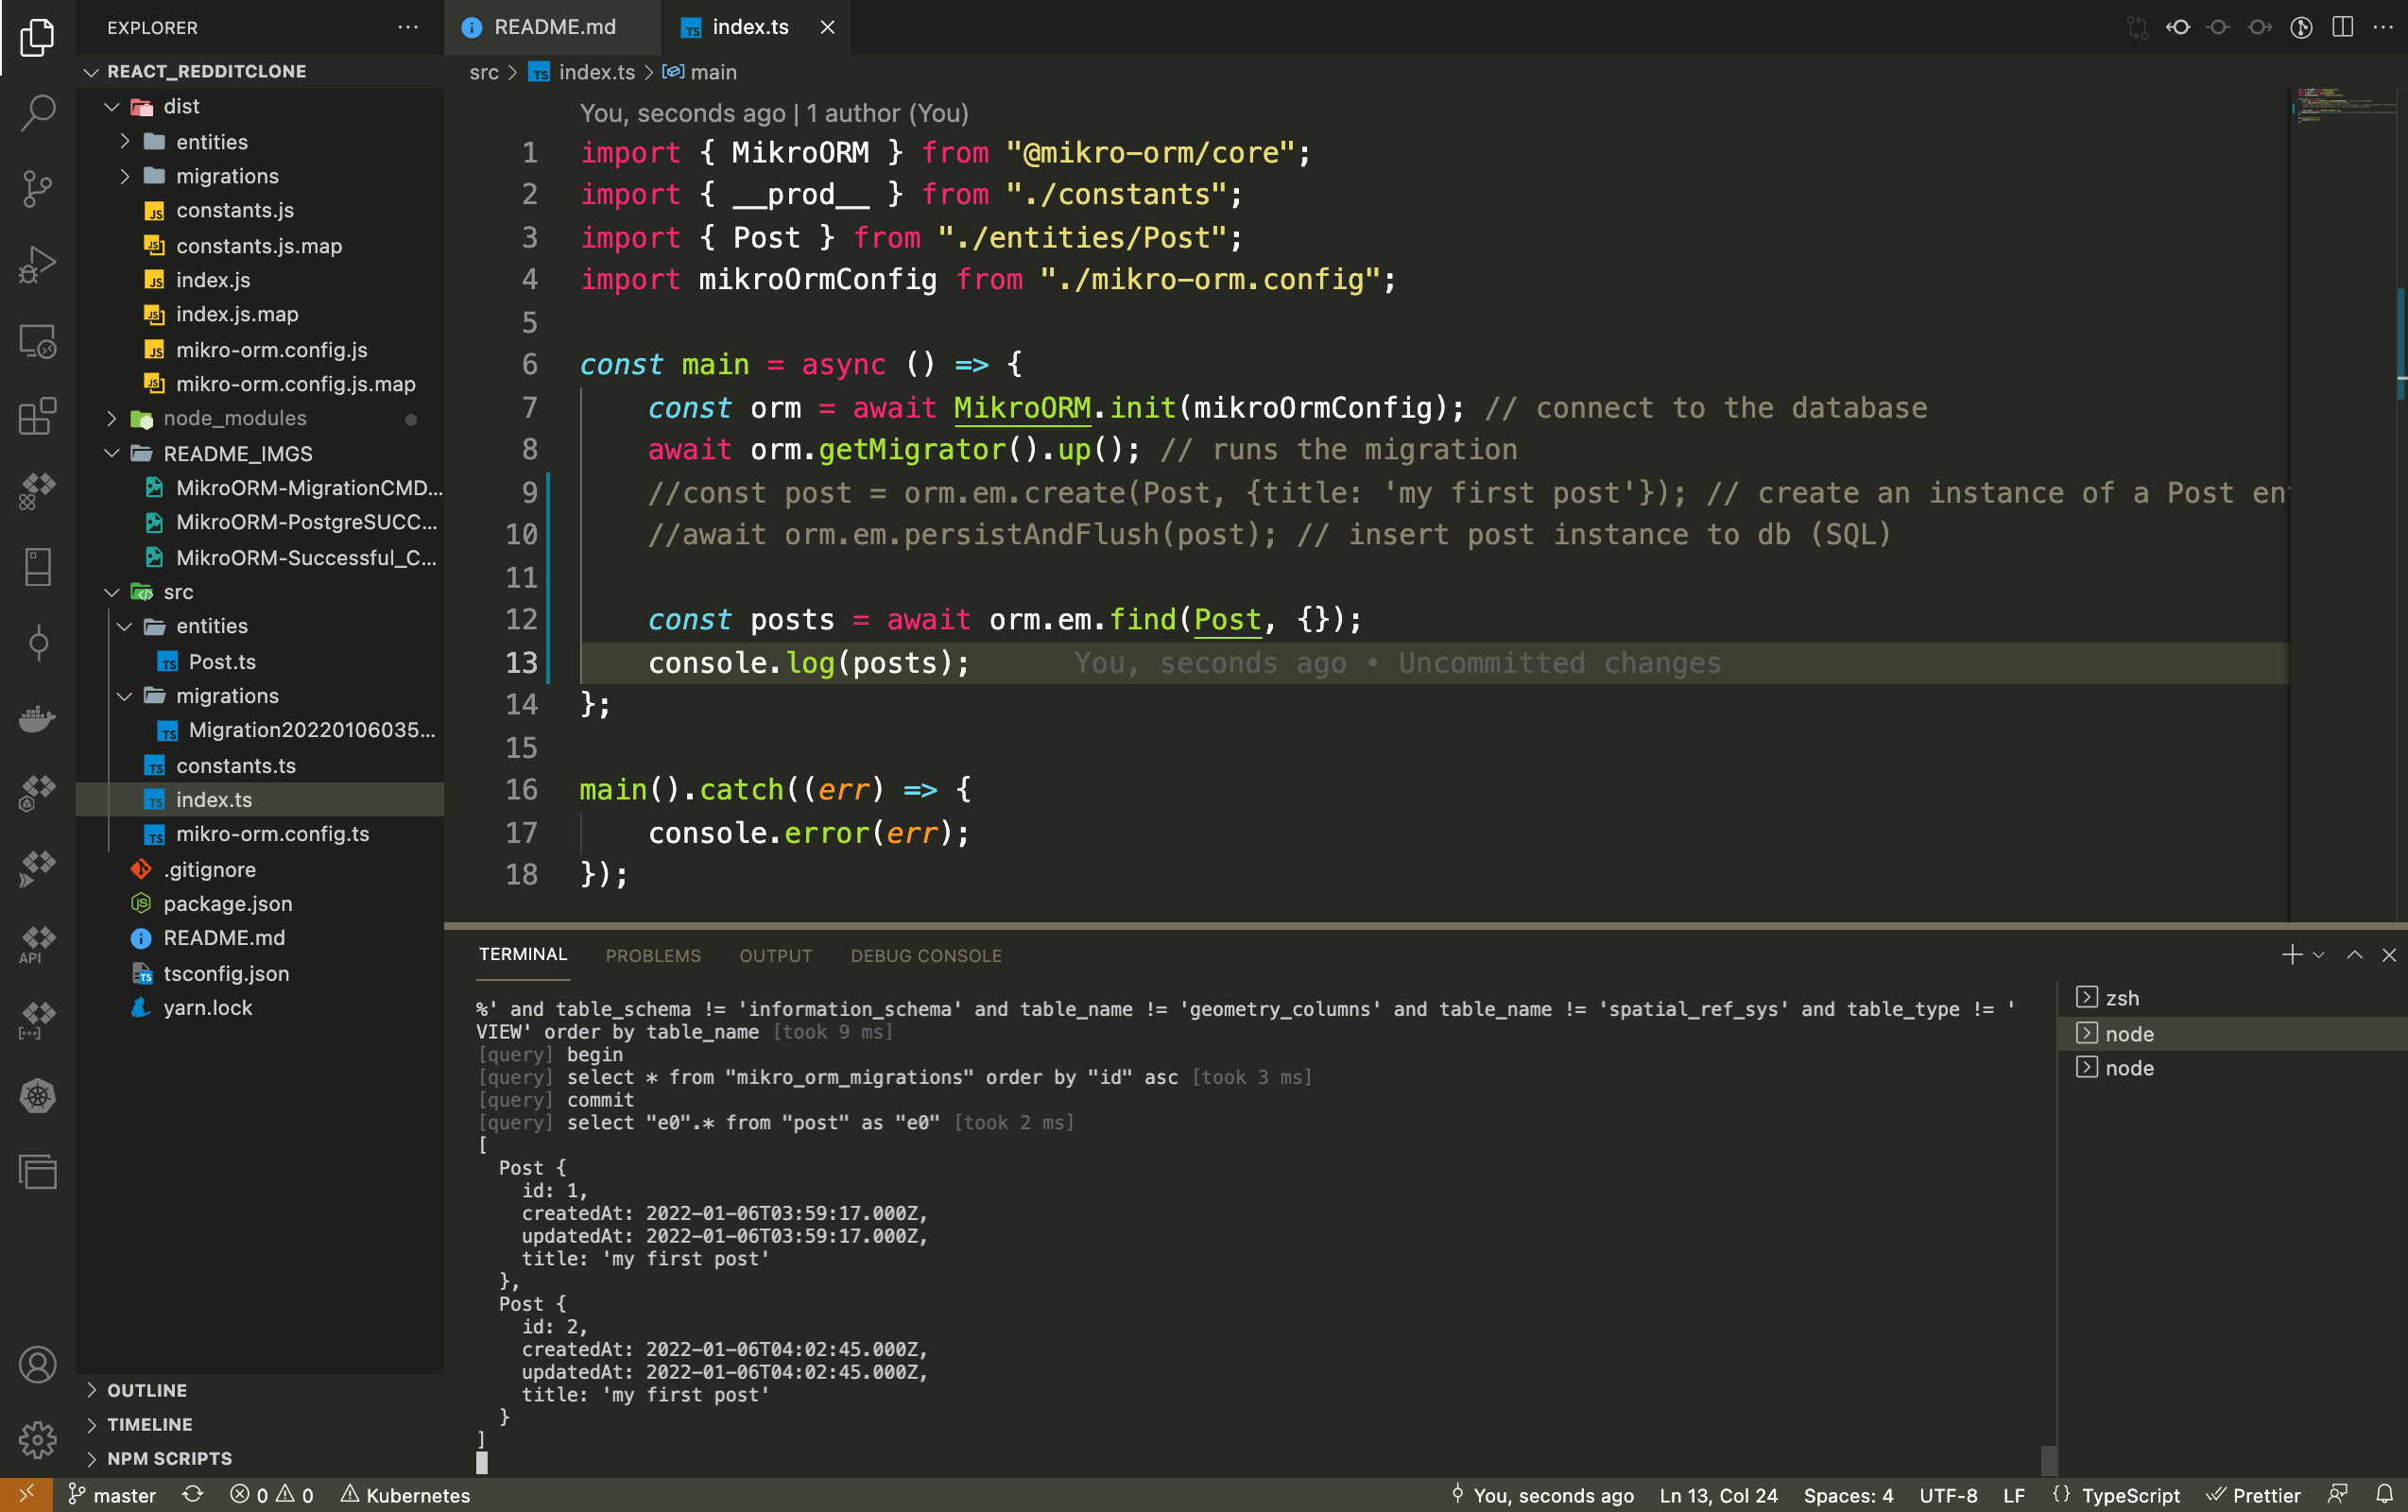 EXPLORER
REACT_REDDITCLONE
dist
entities
migrations
constants.js
constants.js.map
index.js
index.js.map
mikro-orm.config.js
mikro-orm.config.js.map
node_modules
README_IMGS
MikroORM-MigrationCMD...
MikroORM-PostgreSUCC...
MikroORM-Successful_C...
src
entities
Post.ts
migrations
Migration20220106035...
constants.ts
index.ts
mikro-orm.config.ts
.gitignore
package.json
README.md
tsconfig.json
yarn.lock
OUTLINE
TIMELINE
NPM SCRIPTS
API
README.md
index.ts
src > index.ts > main
You, seconds ago | 1 author (You)
1 import { MikroORM } from "@mikro-orm/core";
2 import { __prod__ } from "./constants";
3 import { Post } from "./entities/Post";
4 import mikroOrmConfig from "./mikro-orm.config";
5
6 const main = async () => {
7 const orm = await MikroORM.init(mikroOrmConfig); // connect to the database
8 await orm.getMigrator().up(); // runs the migration
9 //const post = orm.em.create(Post, {title: 'my first post'}); // create an instance of a Post en
10 //await orm.em.persistAndFlush(post); // insert post instance to db (SQL)
11
12 const posts = await orm.em.find(Post, {});
13 console.log(posts); You, seconds ago • Uncommitted changes
14 };
15
16 main().catch((err) => {
17 console.error(err);
18 });
TERMINAL PROBLEMS OUTPUT DEBUG CONSOLE
%' and table_schema != 'information_schema' and table_name != 'geometry_columns' and table_name != 'spatial_ref_sys' and table_type != '
VIEW' order by table_name [took 9 ms]
[query] begin
[query] select * from "mikro_orm_migrations" order by "id" asc [took 3 ms]
[query] commit
[query] select "e0".* from "post" as "e0" [took 2 ms]
[
Post {
id: 1,
createdAt: 2022-01-06T03:59:17.000Z,
updatedAt: 2022-01-06T03:59:17.000Z,
title: 'my first post'
},
Post {
id: 2,
createdAt: 2022-01-06T04:02:45.000Z,
updatedAt: 2022-01-06T04:02:45.000Z,
title: 'my first post'
}
]
zsh
node
node
master 0 0 Kubernetes You, seconds ago Ln 13, Col 24 Spaces: 4 UTF-8 LF {} TypeScript Prettier